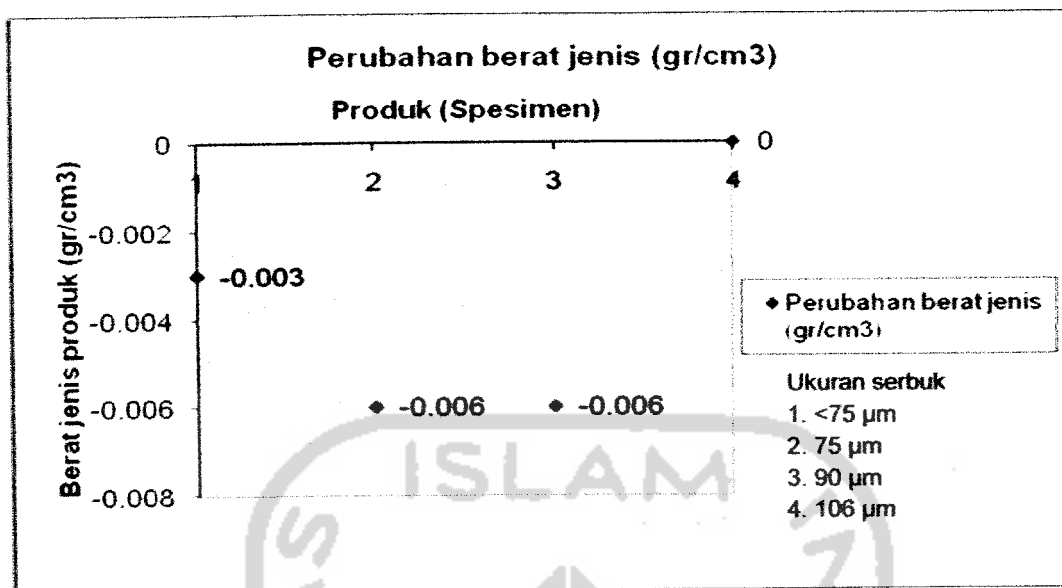 Perubahan berat jenis (gr/cm3)
Produk (Spesimen)
Berat jenis produk (gr/cm3)
0
-0.002
-0.004
-0.006
-0.008
1
2
3
4
0
-0.003
-0.006
-0.006
Perubahan berat jenis
(gr/cm3)
Ukuran serbuk
1. <75 µm
2. 75 µm
3. 90 µm
4. 106 µm
ISLAM